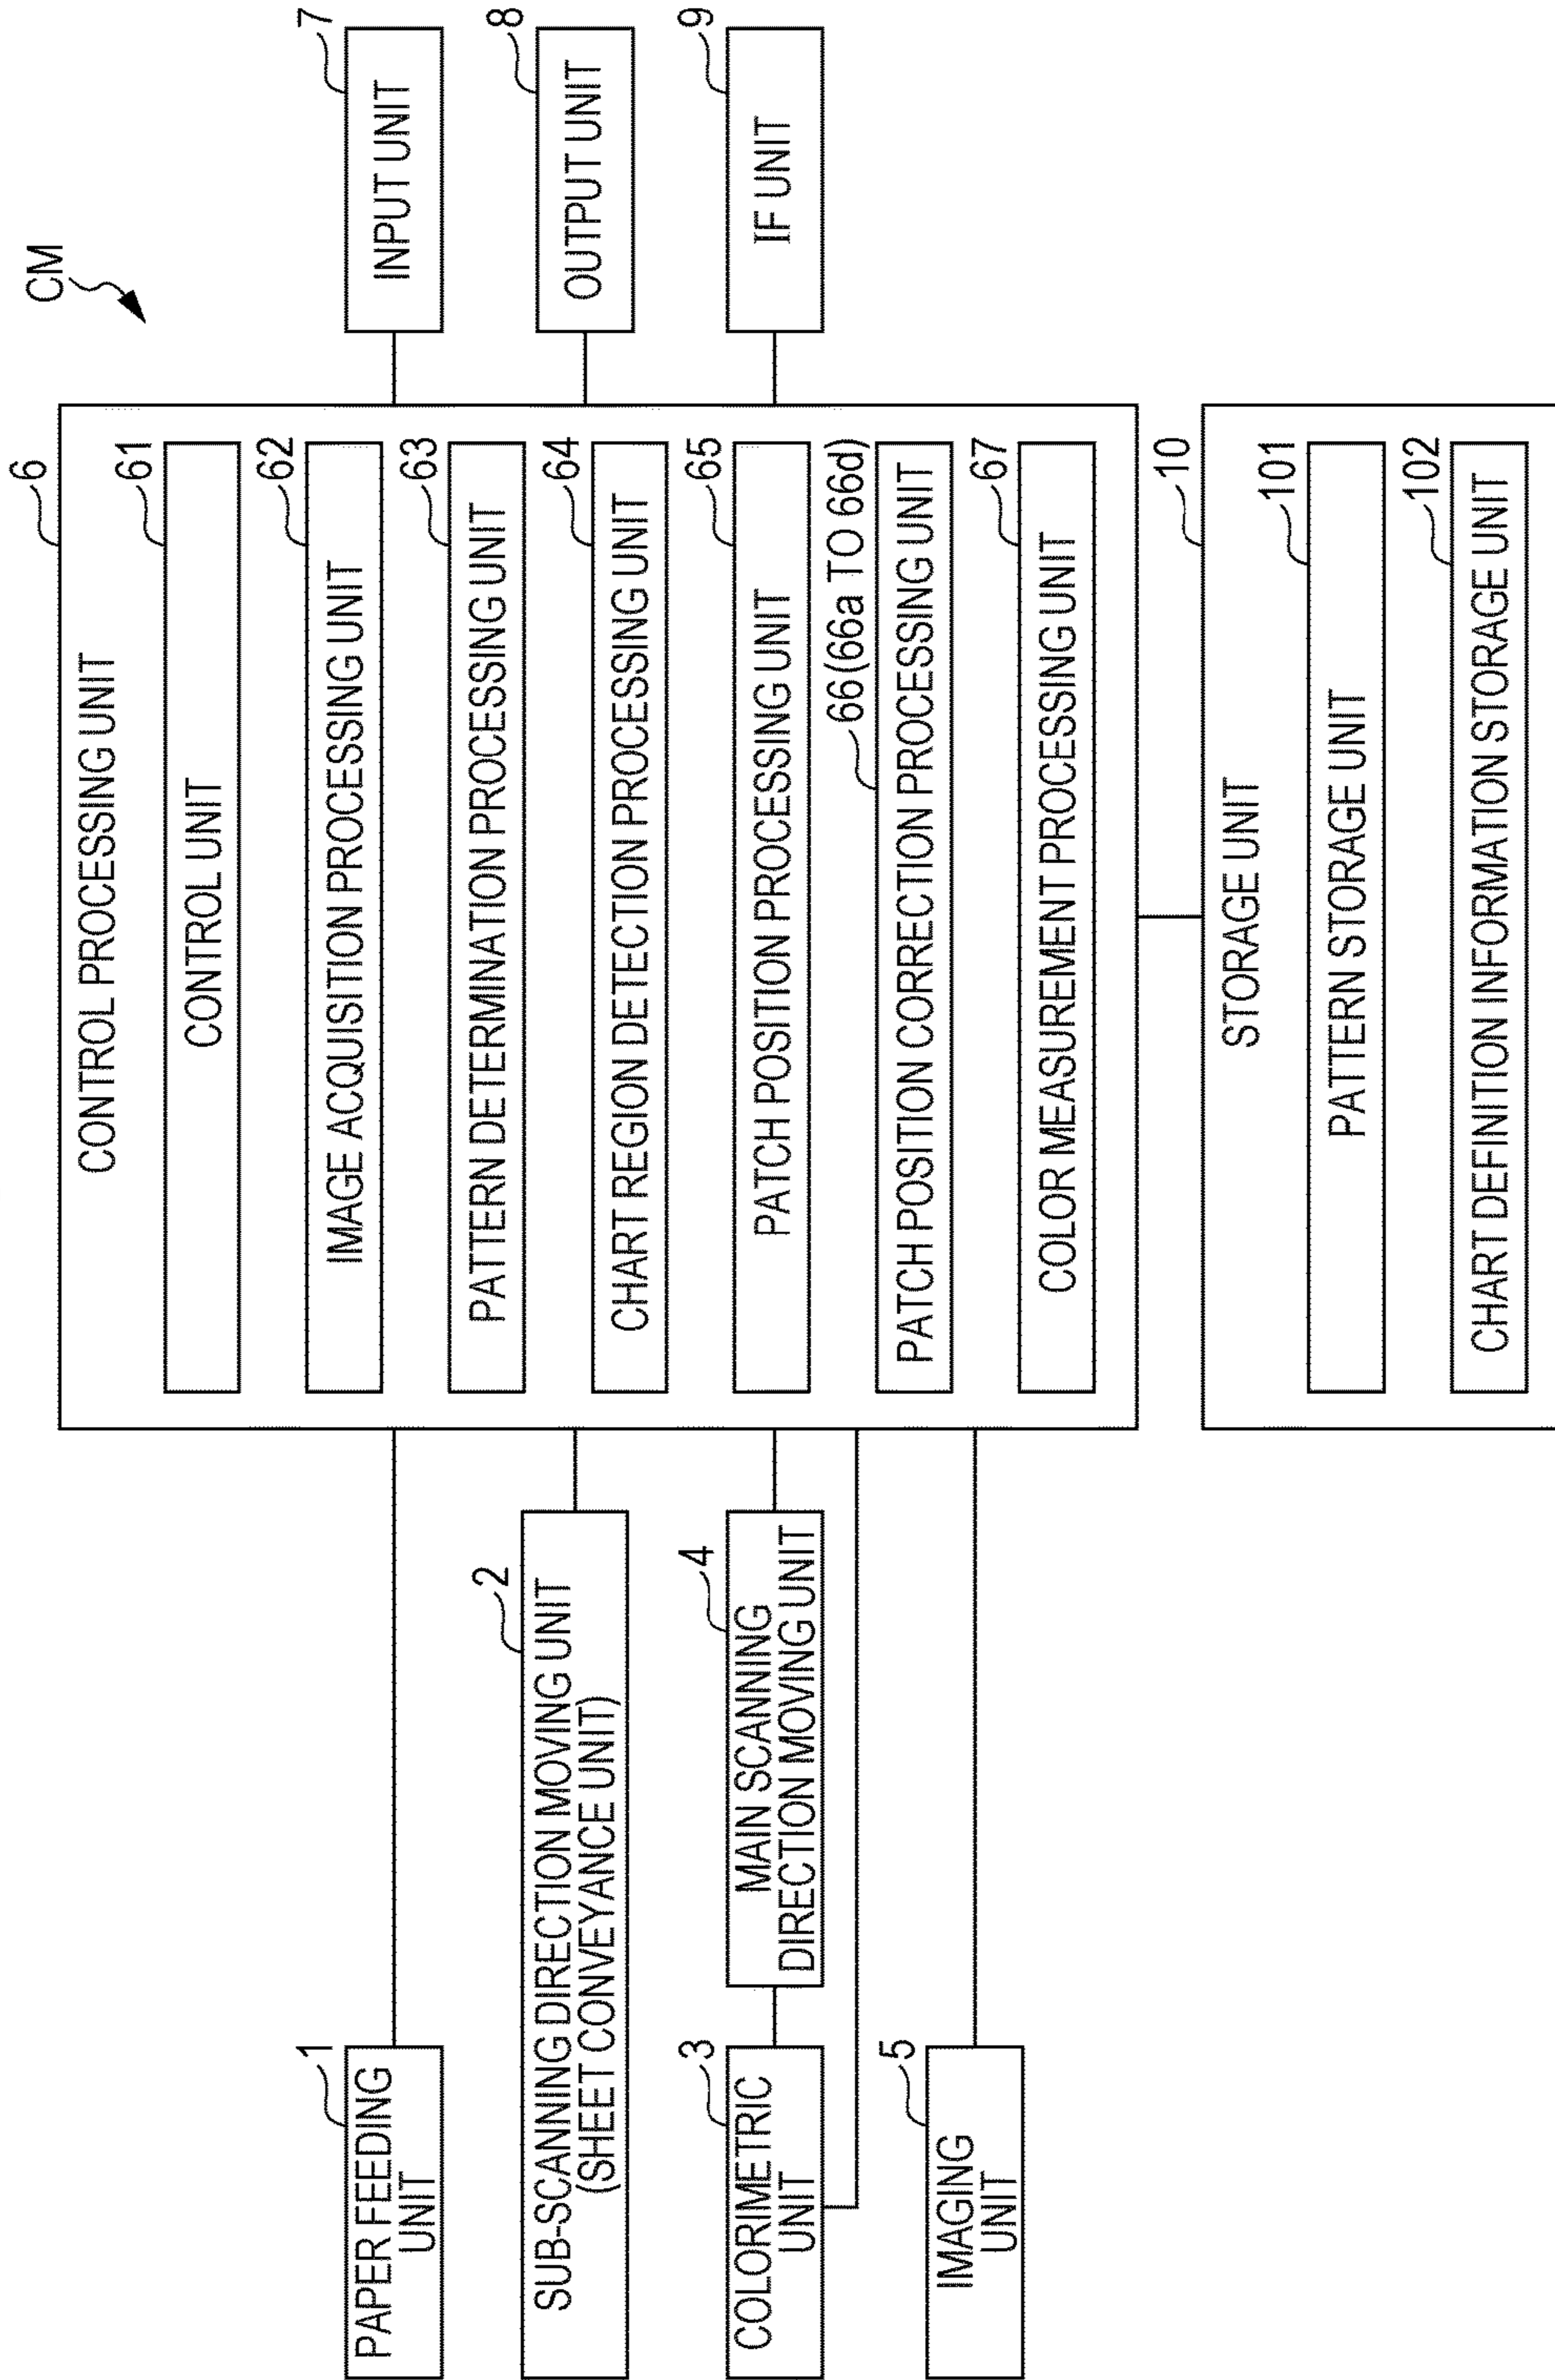 CM
1
PAPER FEEDING
UNIT
2
SUB-SCANNING DIRECTION MOVING UNIT
(SHEET CONVEYANCE UNIT)
3
COLORIMETRIC
UNIT
4
MAIN SCANNING
DIRECTION MOVING UNIT
5
IMAGING
UNIT
6
CONTROL PROCESSING UNIT
61
CONTROL UNIT
62
IMAGE ACQUISITION PROCESSING UNIT
63
PATTERN DETERMINATION PROCESSING UNIT
64
CHART REGION DETECTION PROCESSING UNIT
65
PATCH POSITION PROCESSING UNIT
66(66a TO 66d)
PATCH POSITION CORRECTION PROCESSING UNIT
67
COLOR MEASUREMENT PROCESSING UNIT
7
INPUT UNIT
8
OUTPUT UNIT
9
IF UNIT
10
STORAGE UNIT
101
PATTERN STORAGE UNIT
102
CHART DEFINITION INFORMATION STORAGE UNIT